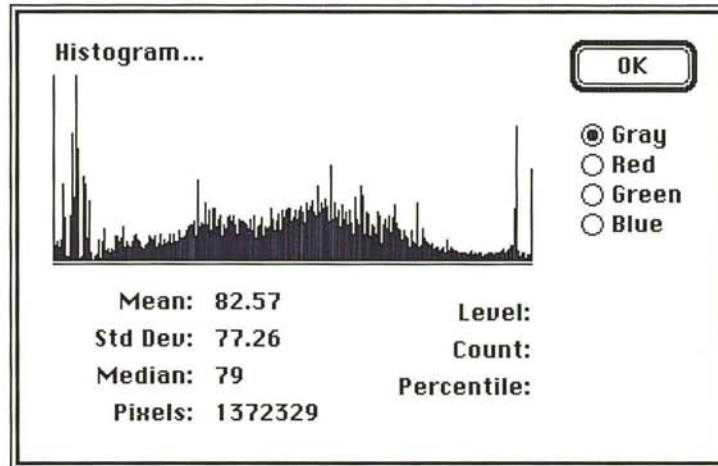 Histogram...
OK
Gray
Red
Green
Blue
Mean: 82.57
Std Dev: 77.26
Median: 79
Pixels: 1372329
Level:
Count:
Percentile: